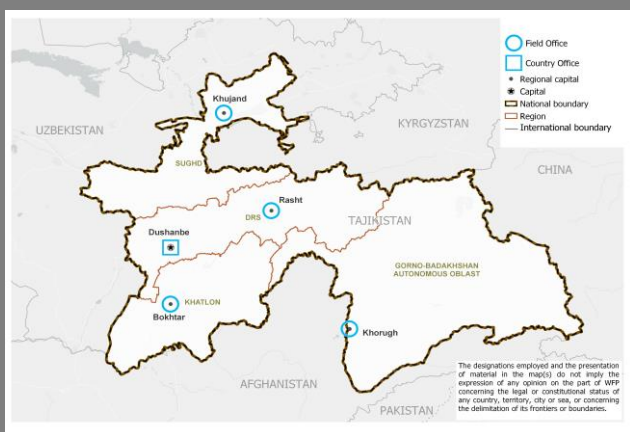 Field Office
Country Office
Regional capital
Capital
National boundary
Region
International boundary
Khujand
UZBEKISTAN
KYRGYZSTAN
SUGHD
CHINA
Rasht
DRS
TAJIKISTAN
Dushanbe
GORNO-BADAKHSHAN
AUTONOMOUS OBLAST
KHATLON
Bokhtar
Khorugh
AFGHANISTAN
PAKISTAN
The designations employed and the presentation
of material in the map(s) do not imply the
expression of any opinion on the part of WFP
concerning the legal or constitutional status of
any country, territory, city or sea, or concerning
the delimitation of its frontiers or boundaries.